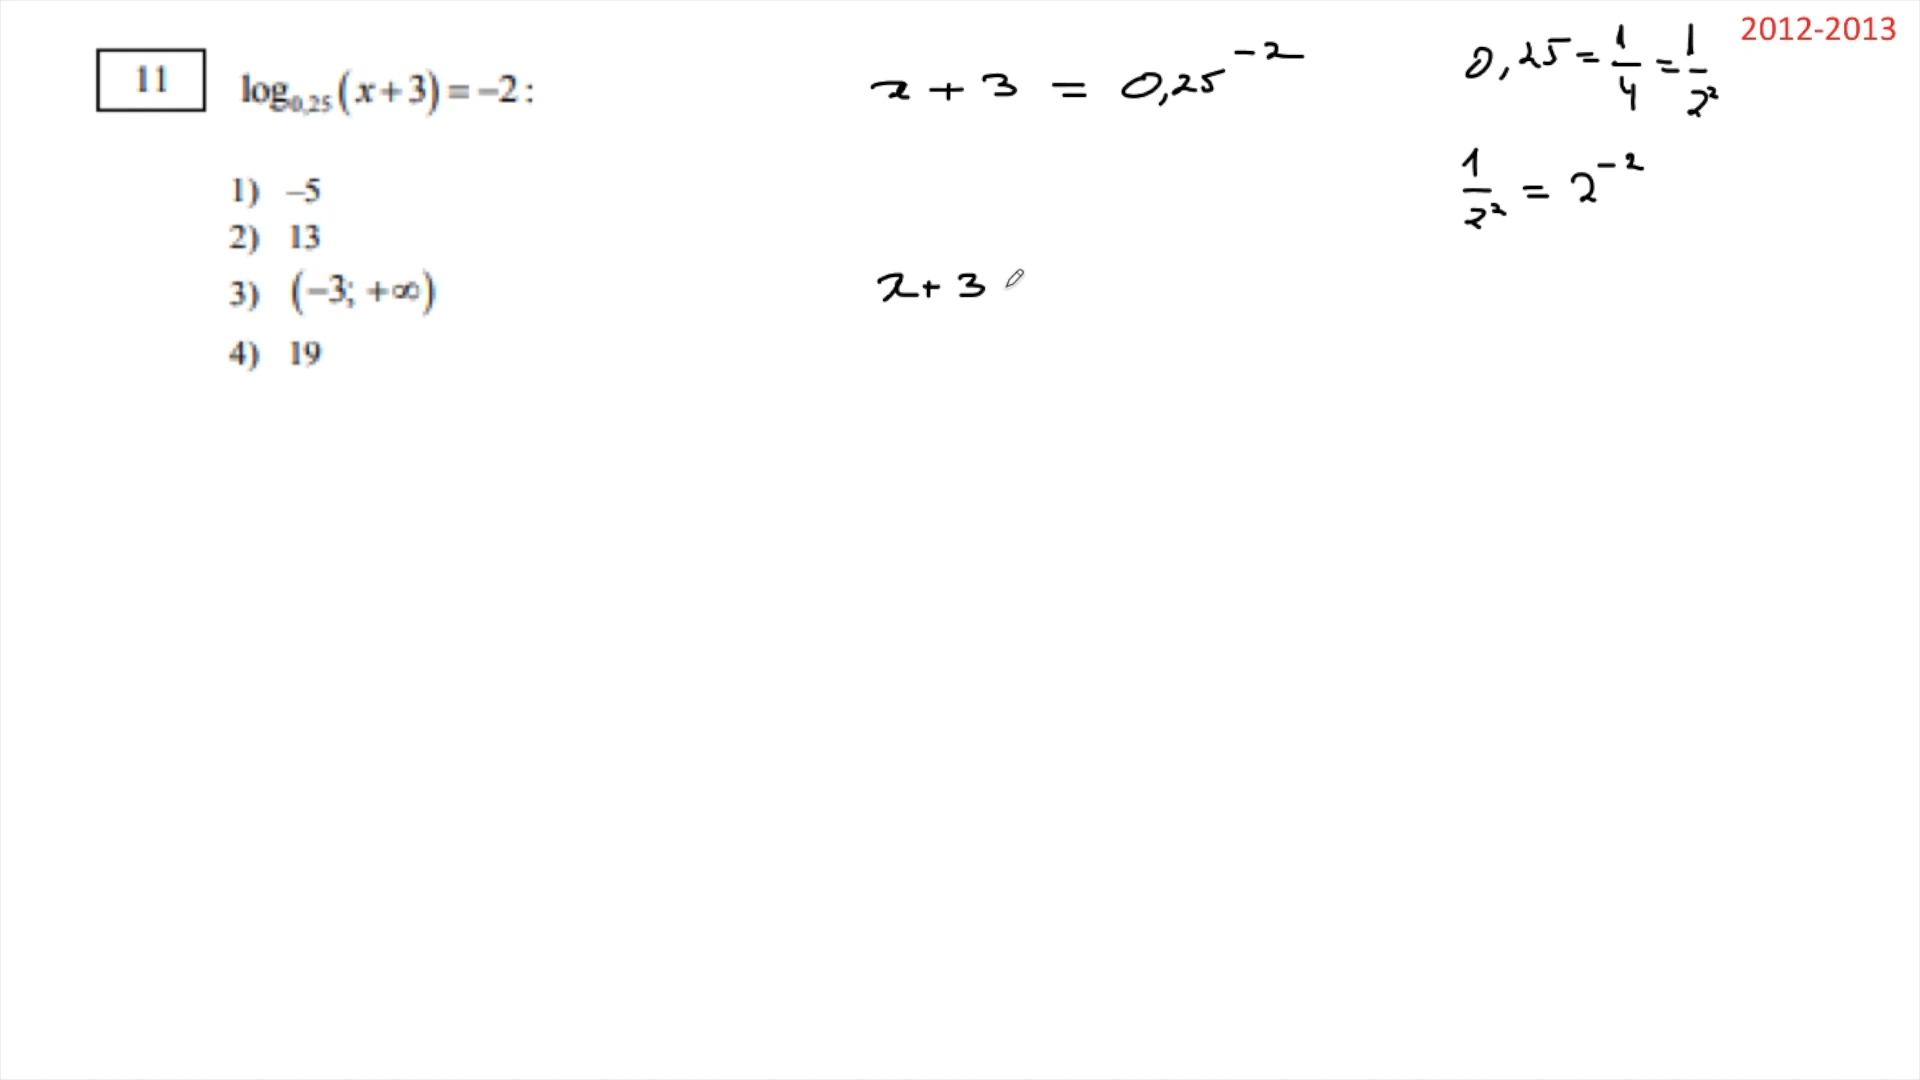 2012-2013
11 log₀,₂₅(x+3)=–2:
1) –5
2) 13
3) (–3; +∞)
4) 19
x + 3 = 0,25⁻²
x + 3
0,25 = 1/4 = 1/2²
1/2² = 2⁻²